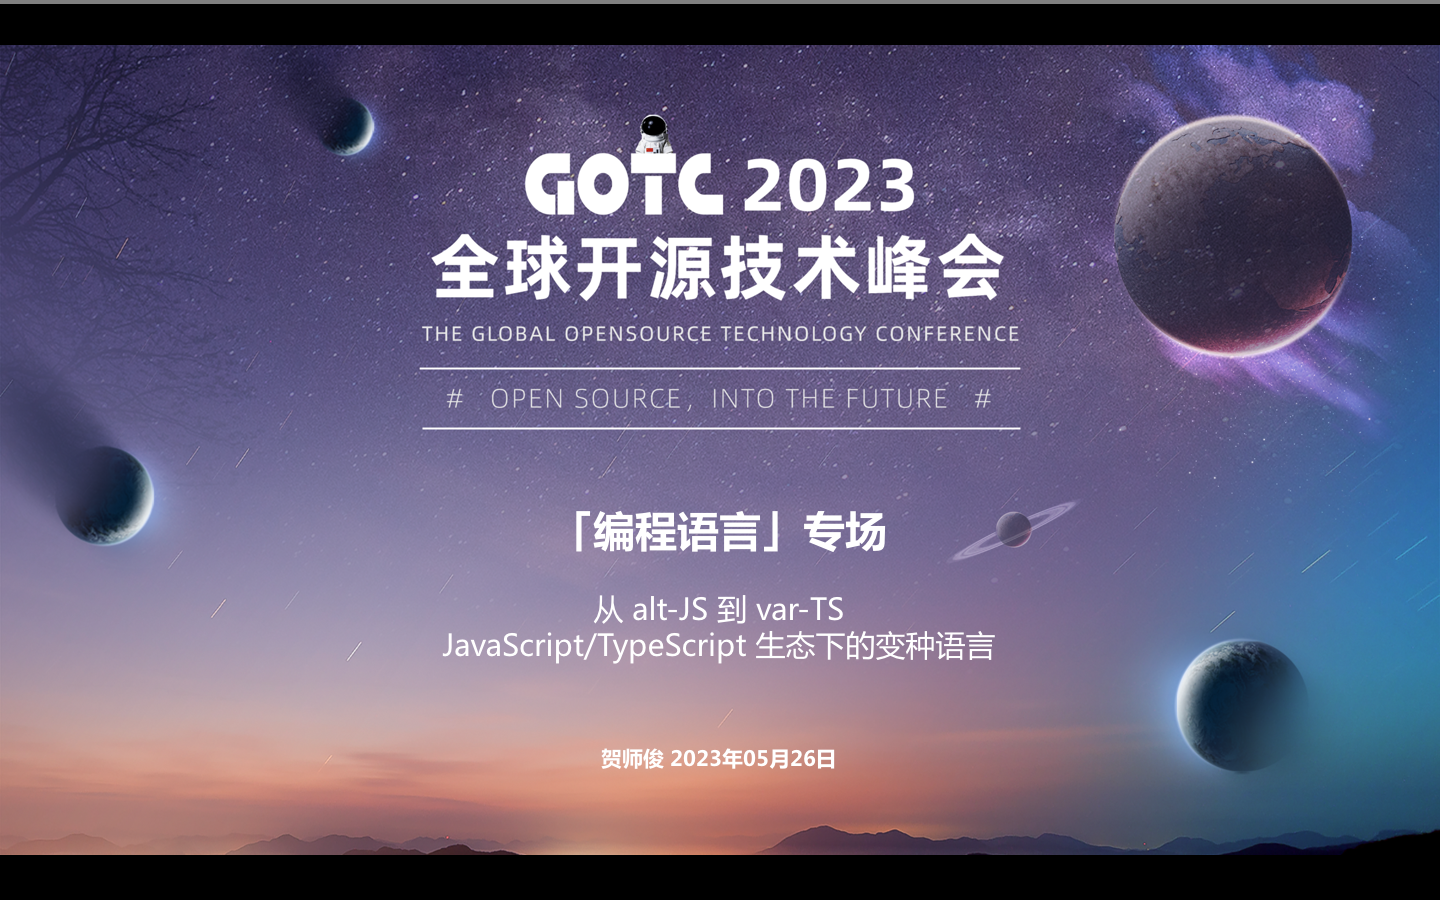 GOTC 2023
全球开源技术峰会
THE GLOBAL OPENSOURCE TECHNOLOGY CONFERENCE
# OPEN SOURCE, INTO THE FUTURE #
「编程语言」专场
从 alt-JS 到 var-TS
JavaScript/TypeScript 生态下的变种语言
贺师俊 2023年05月26日